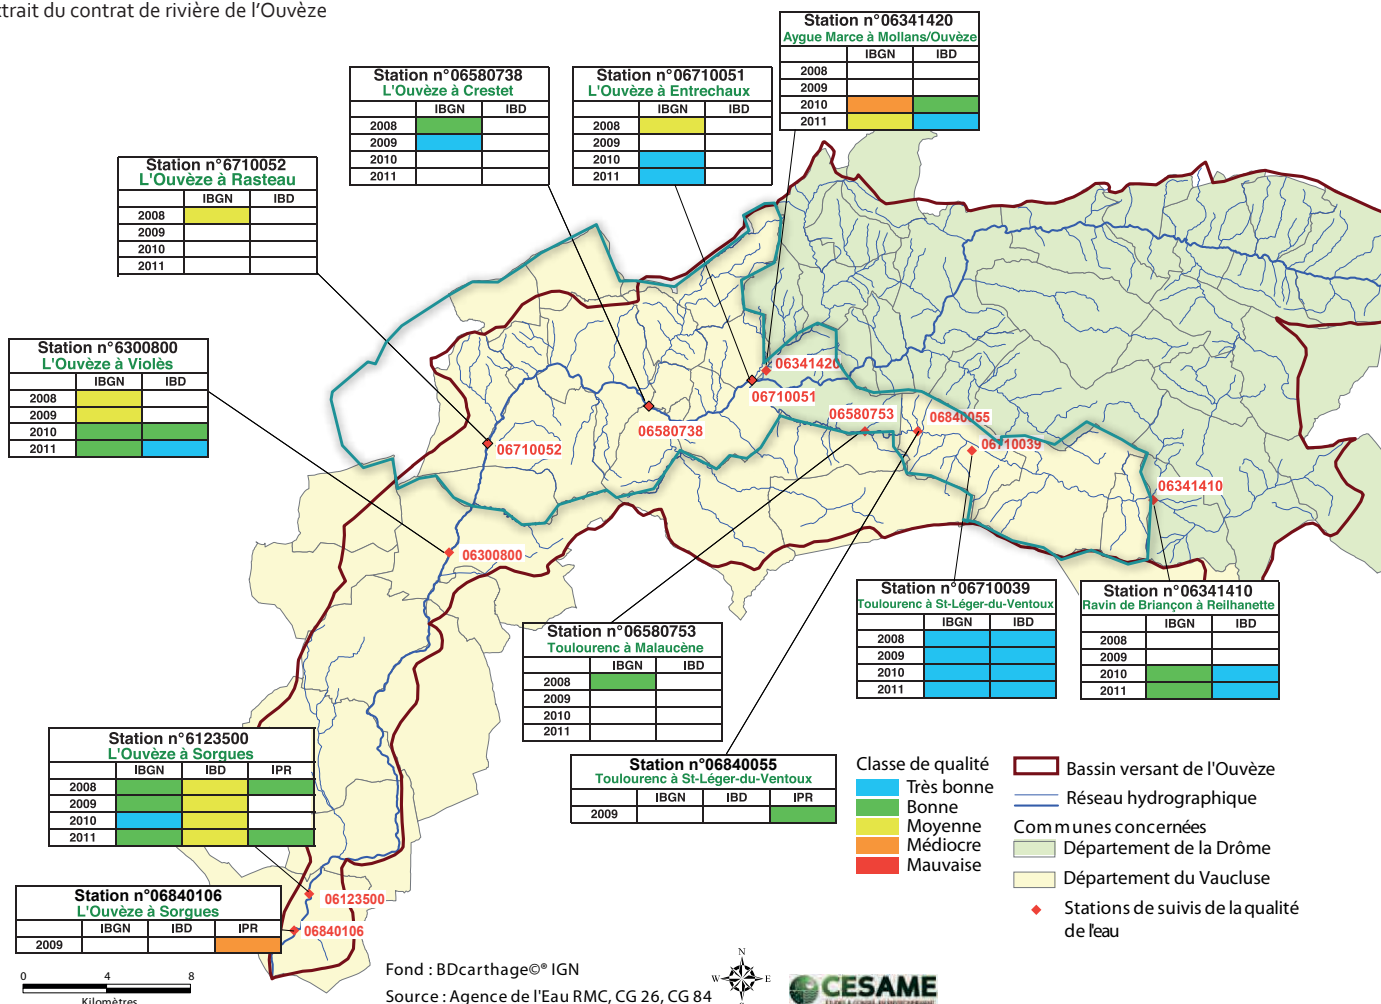 xtrait du contrat de rivière de l'Ouvèze
Station n°06341420
Aygue Marce à Mollans/Ouvèze
IBGN IBD
2008
2009
2010
2011
Station n°06580738
L'Ouvèze à Crestet
IBGN IBD
2008
2009
2010
2011
Station n°06710051
L'Ouvèze à Entrechaux
IBGN IBD
2008
2009
2010
2011
Station n°6710052
L'Ouvèze à Rasteau
IBGN IBD
2008
2009
2010
2011
Station n°6300800
L'Ouvèze à Violès
IBGN IBD
2008
2009
2010
2011
06341420
06710051
06580738
06580753
06840055
06710039
06710052
06341410
06300800
Station n°06710039
Toulourenc à St-Léger-du-Ventoux
IBGN IBD
2008
2009
2010
2011
Station n°06341410
Ravin de Briançon à Reilhanette
IBGN IBD
2008
2009
2010
2011
Station n°06580753
Toulourenc à Malaucène
IBGN IBD
2008
2009
2010
2011
Station n°6123500
L'Ouvèze à Sorgues
IBGN IBD IPR
2008
2009
2010
2011
Station n°06840055
Toulourenc à St-Léger-du-Ventoux
IBGN IBD IPR
2009
Station n°06840106
L'Ouvèze à Sorgues
IBGN IBD IPR
2009
06123500
06840106
Classe de qualité
Très bonne
Bonne
Moyenne
Médiocre
Mauvaise
Bassin versant de l'Ouvèze
Réseau hydrographique
Communes concernées
Département de la Drôme
Département du Vaucluse
Stations de suivis de la qualité
de l'eau
0 4 8
Kilomètres
Fond : BDcarthage©® IGN
Source : Agence de l'Eau RMC, CG 26, CG 84
N
W E
S
CESAME